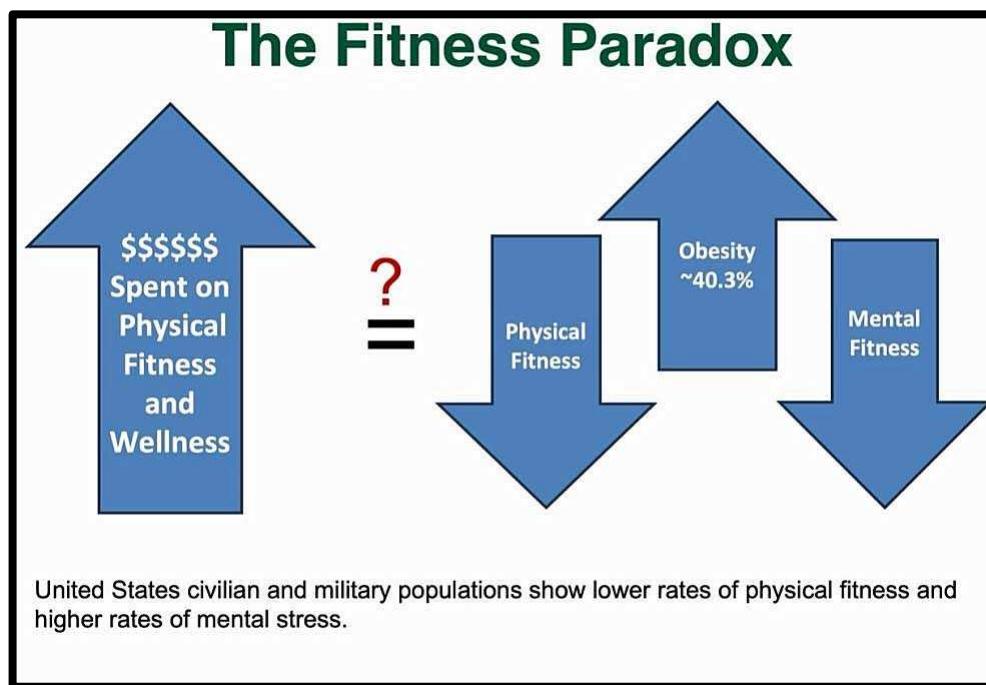 The Fitness Paradox
$$$$$$
Spent on
Physical
Fitness
and
Wellness
?
=
Physical
Fitness
Obesity
~40.3%
Mental
Fitness
United States civilian and military populations show lower rates of physical fitness and
higher rates of mental stress.